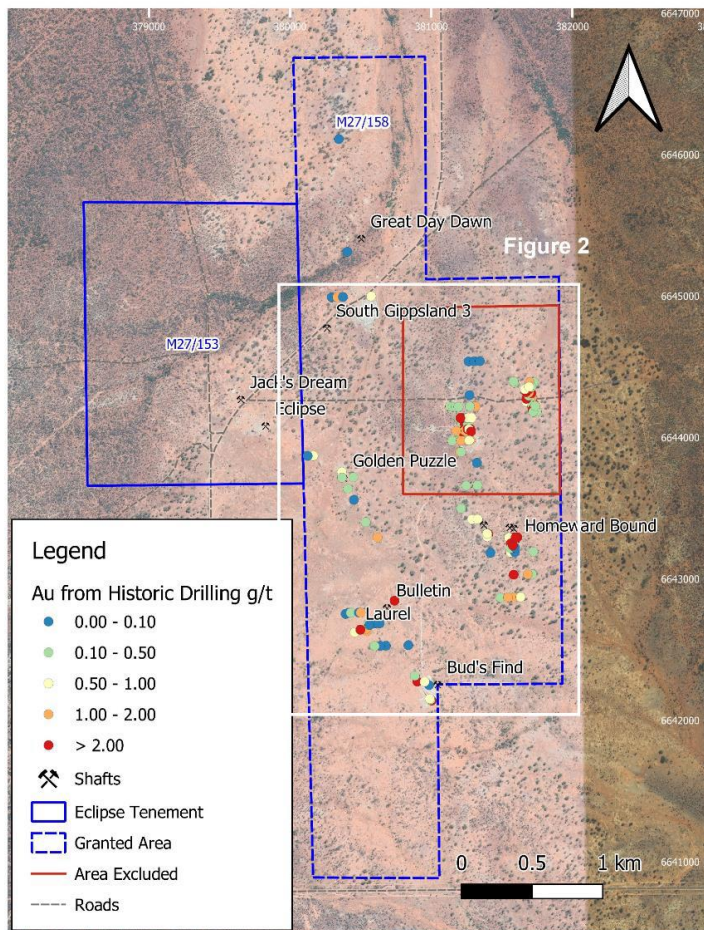 379000
380000
381000
382000
6647000
M27/158
6646000
Great Day Dawn
Figure 2
6645000
South Gippsland 3
M27/153
Jack's Dream
Eclipse
6644000
Golden Puzzle
Homeward Bound
6643000
Bulletin
Laurel
Bud's Find
6642000
6641000
Legend
Au from Historic Drilling g/t
0.00 - 0.10
0.10 - 0.50
0.50 - 1.00
1.00 - 2.00
> 2.00
Shafts
Eclipse Tenement
Granted Area
Area Excluded
Roads
0 0.5 1 km